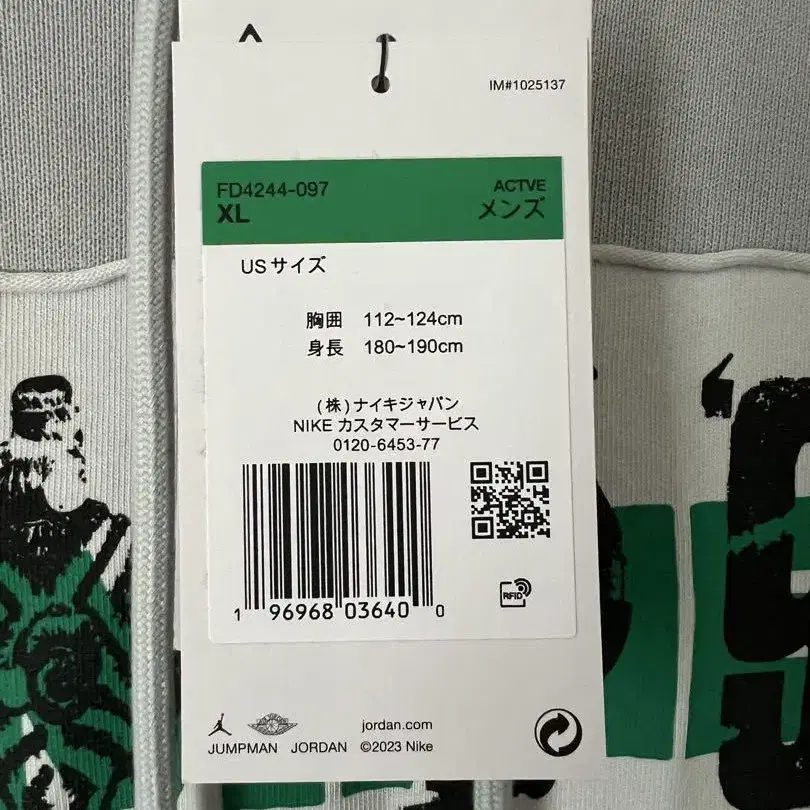 IM#1025137
FD4244-097 ACTVE
XL メンズ
USサイズ
胸囲 112~124cm
身長 180~190cm
(株)ナイキジャパン
NIKE カスタマーサービス
0120-6453-77
1 96968 03640 0
RFID
jordan.com
JUMPMAN JORDAN ©2023 Nike